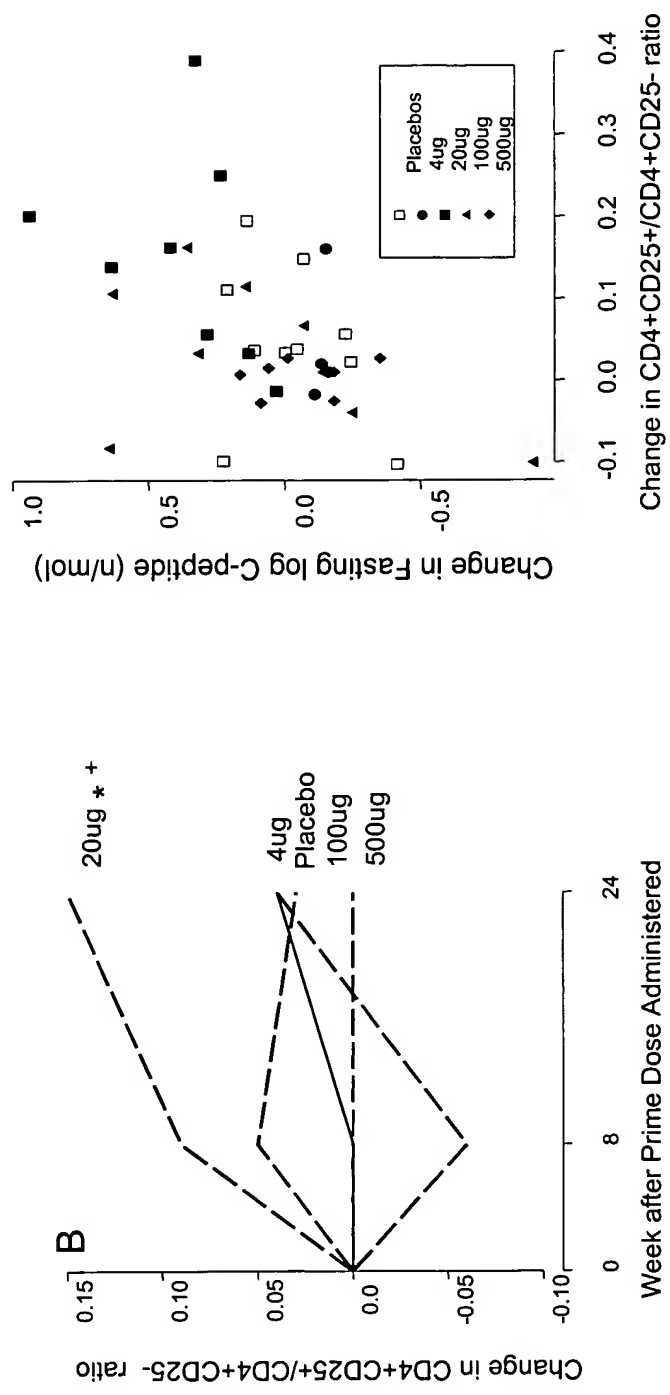 B
Change in CD4+CD25+/CD4+CD25- ratio
0.15
0.10
0.05
0.0
-0.05
-0.10
0
8
24
Week after Prime Dose Administered
20ug * +
4ug
Placebo
100ug
500ug
Change in Fasting log C-peptide (n/mol)
1.0
0.5
0.0
-0.5
-0.1
0.0
0.1
0.2
0.3
0.4
Change in CD4+CD25+/CD4+CD25- ratio
Placebos
4ug
20ug
100ug
500ug